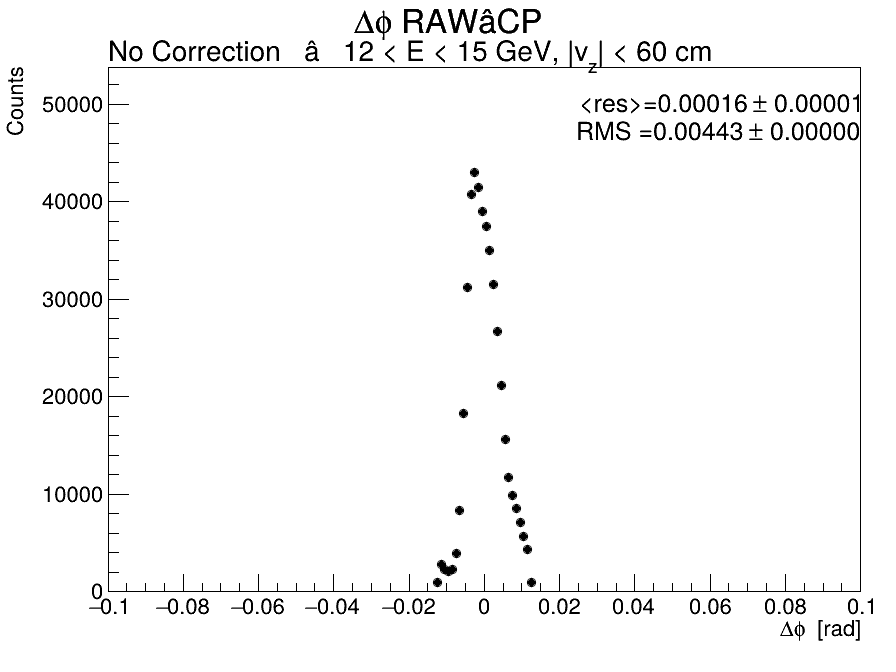 Δϕ RAWâCP
No Correction â 12 < E < 15 GeV, |v_z| < 60 cm
Counts
<res>=0.00016 ± 0.00001
RMS =0.00443 ± 0.00000
50000
40000
30000
20000
10000
0
−0.1 −0.08 −0.06 −0.04 −0.02 0 0.02 0.04 0.06 0.08 0.1
Δϕ [rad]